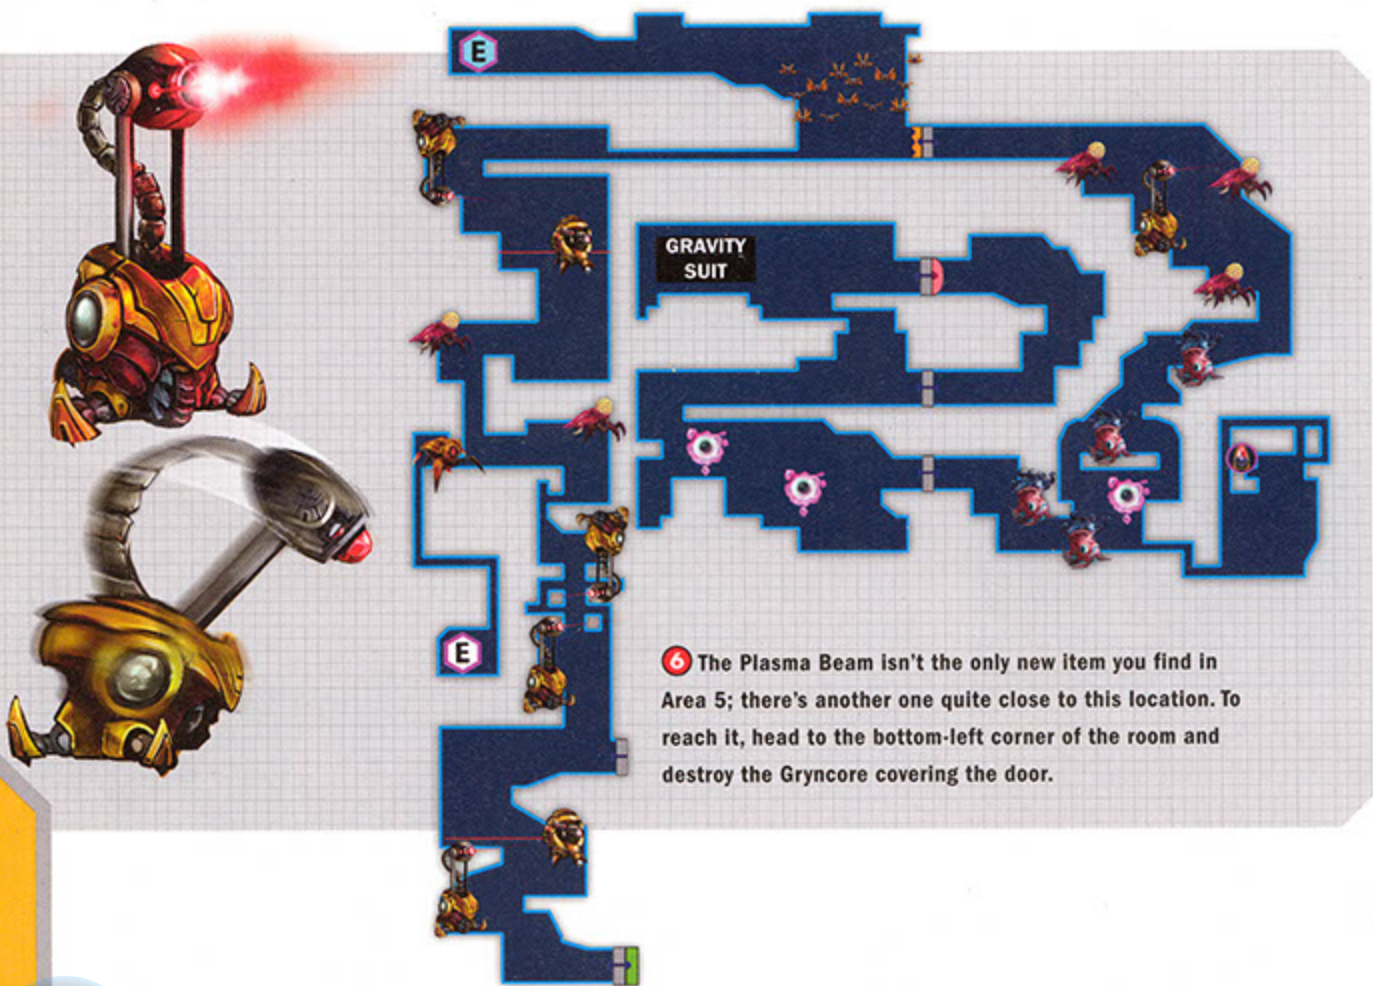 E
GRAVITY
SUIT
E
6 The Plasma Beam isn't the only new item you find in
Area 5; there's another one quite close to this location. To
reach it, head to the bottom-left corner of the room and
destroy the Gryncore covering the door.